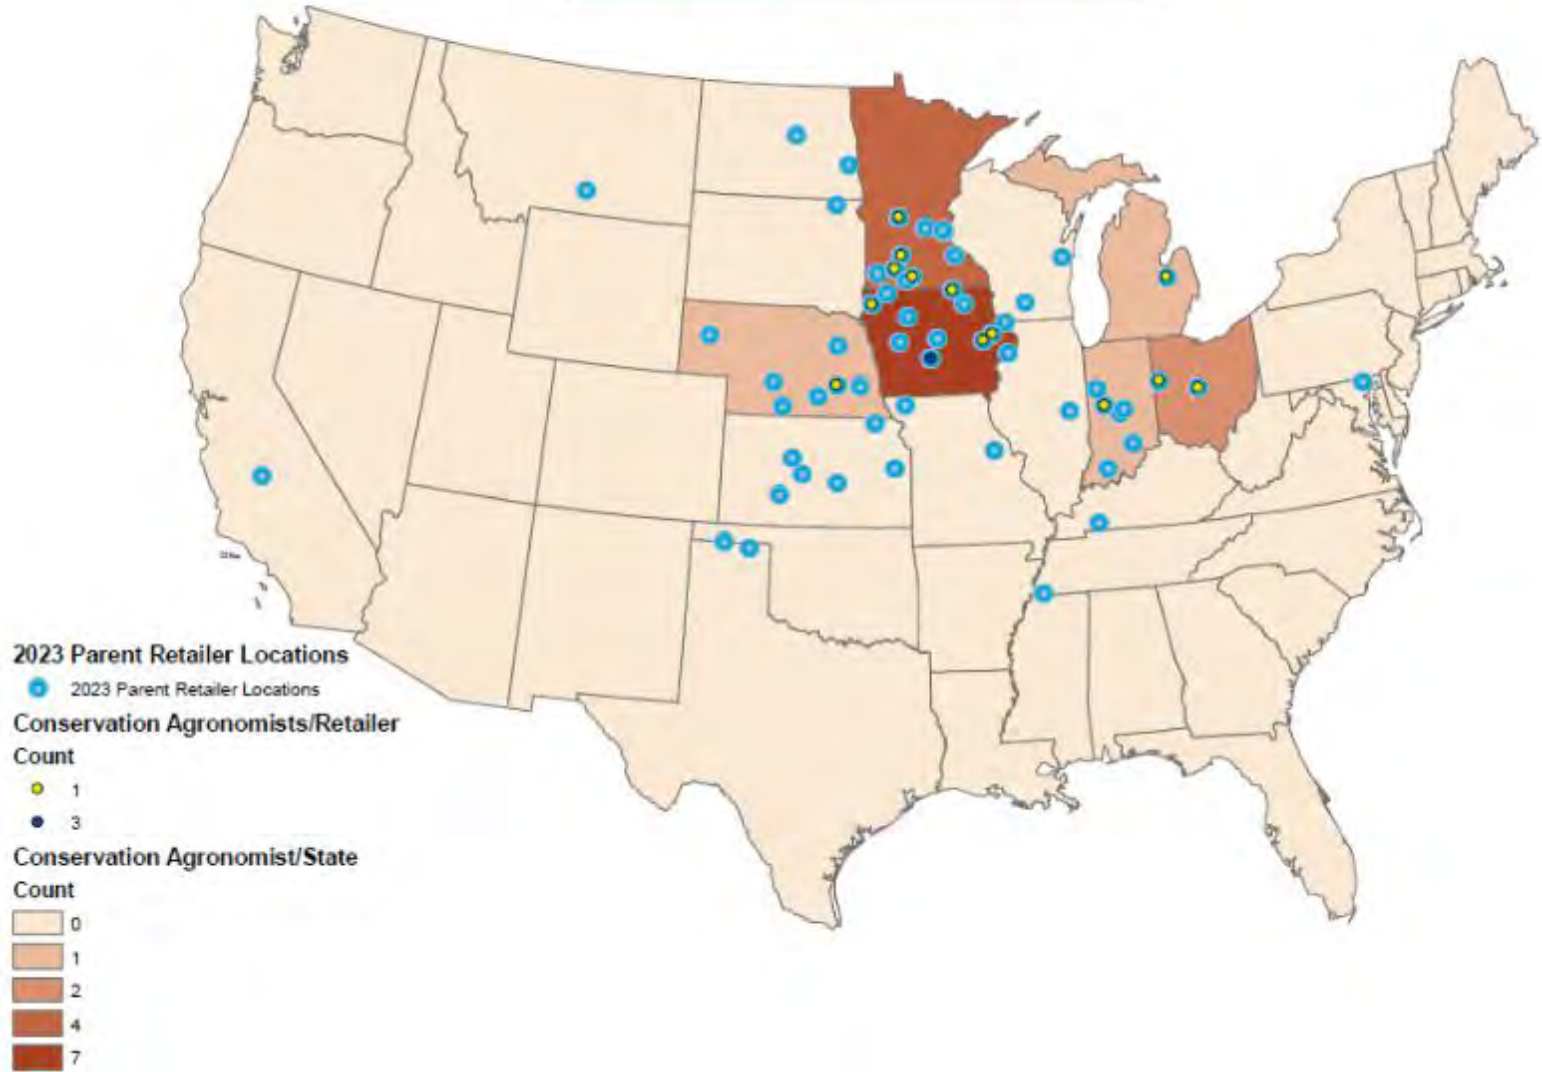 2023 Parent Retailer Locations
2023 Parent Retailer Locations
Conservation Agronomists/Retailer
Count
1
3
Conservation Agronomist/State
Count
0
1
2
4
7